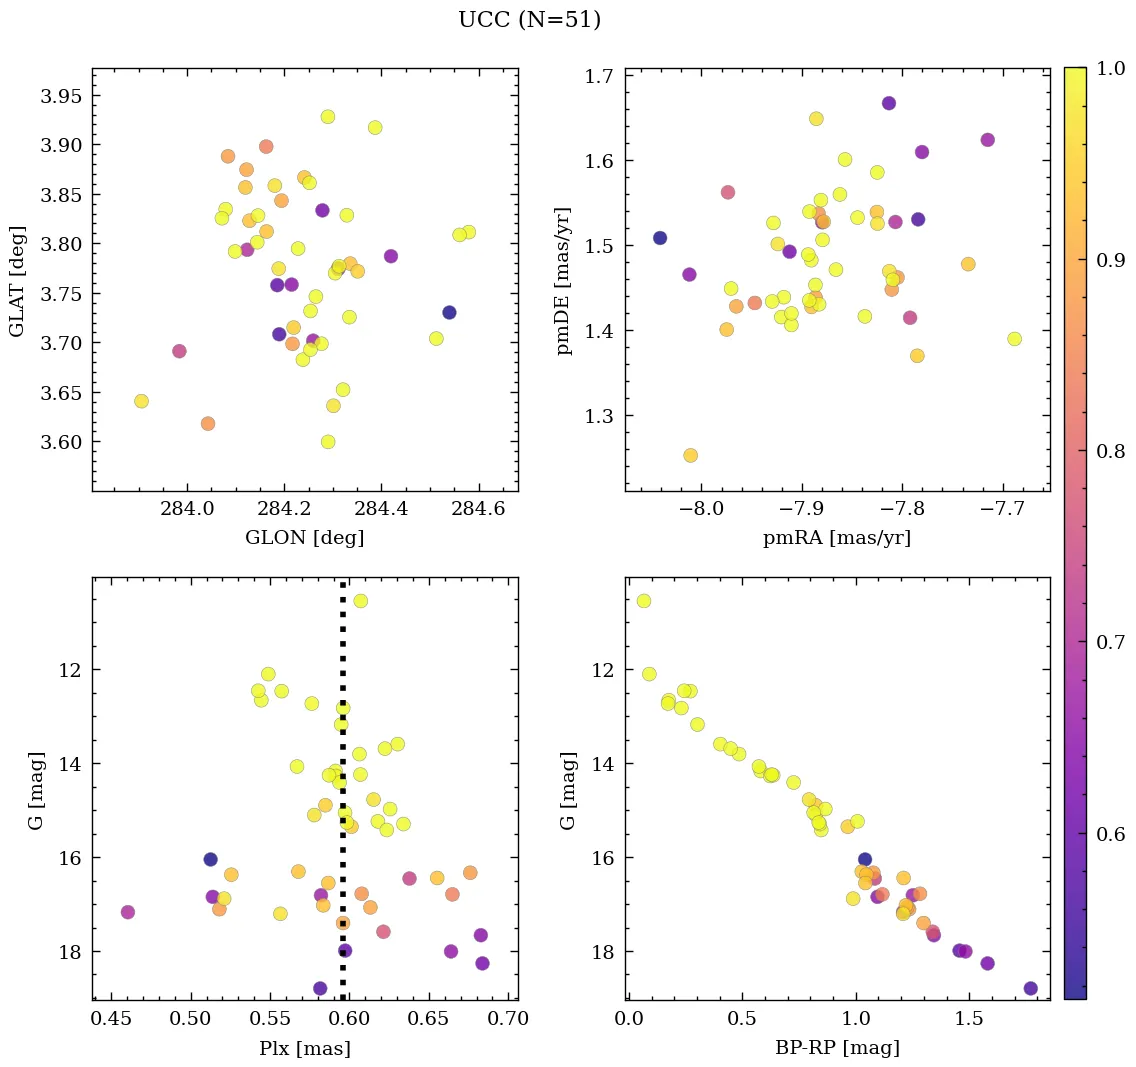 UCC (N=51)
3.95
3.90
3.85
3.80
3.75
3.70
3.65
3.60
GLAT [deg]
284.0 284.2 284.4 284.6
GLON [deg]
1.7
1.6
1.5
1.4
1.3
pmDE [mas/yr]
−8.0 −7.9 −7.8 −7.7
pmRA [mas/yr]
1.0
0.9
0.8
0.7
0.6
12
14
16
18
G [mag]
0.45 0.50 0.55 0.60 0.65 0.70
Plx [mas]
12
14
16
18
G [mag]
0.0 0.5 1.0 1.5
BP-RP [mag]